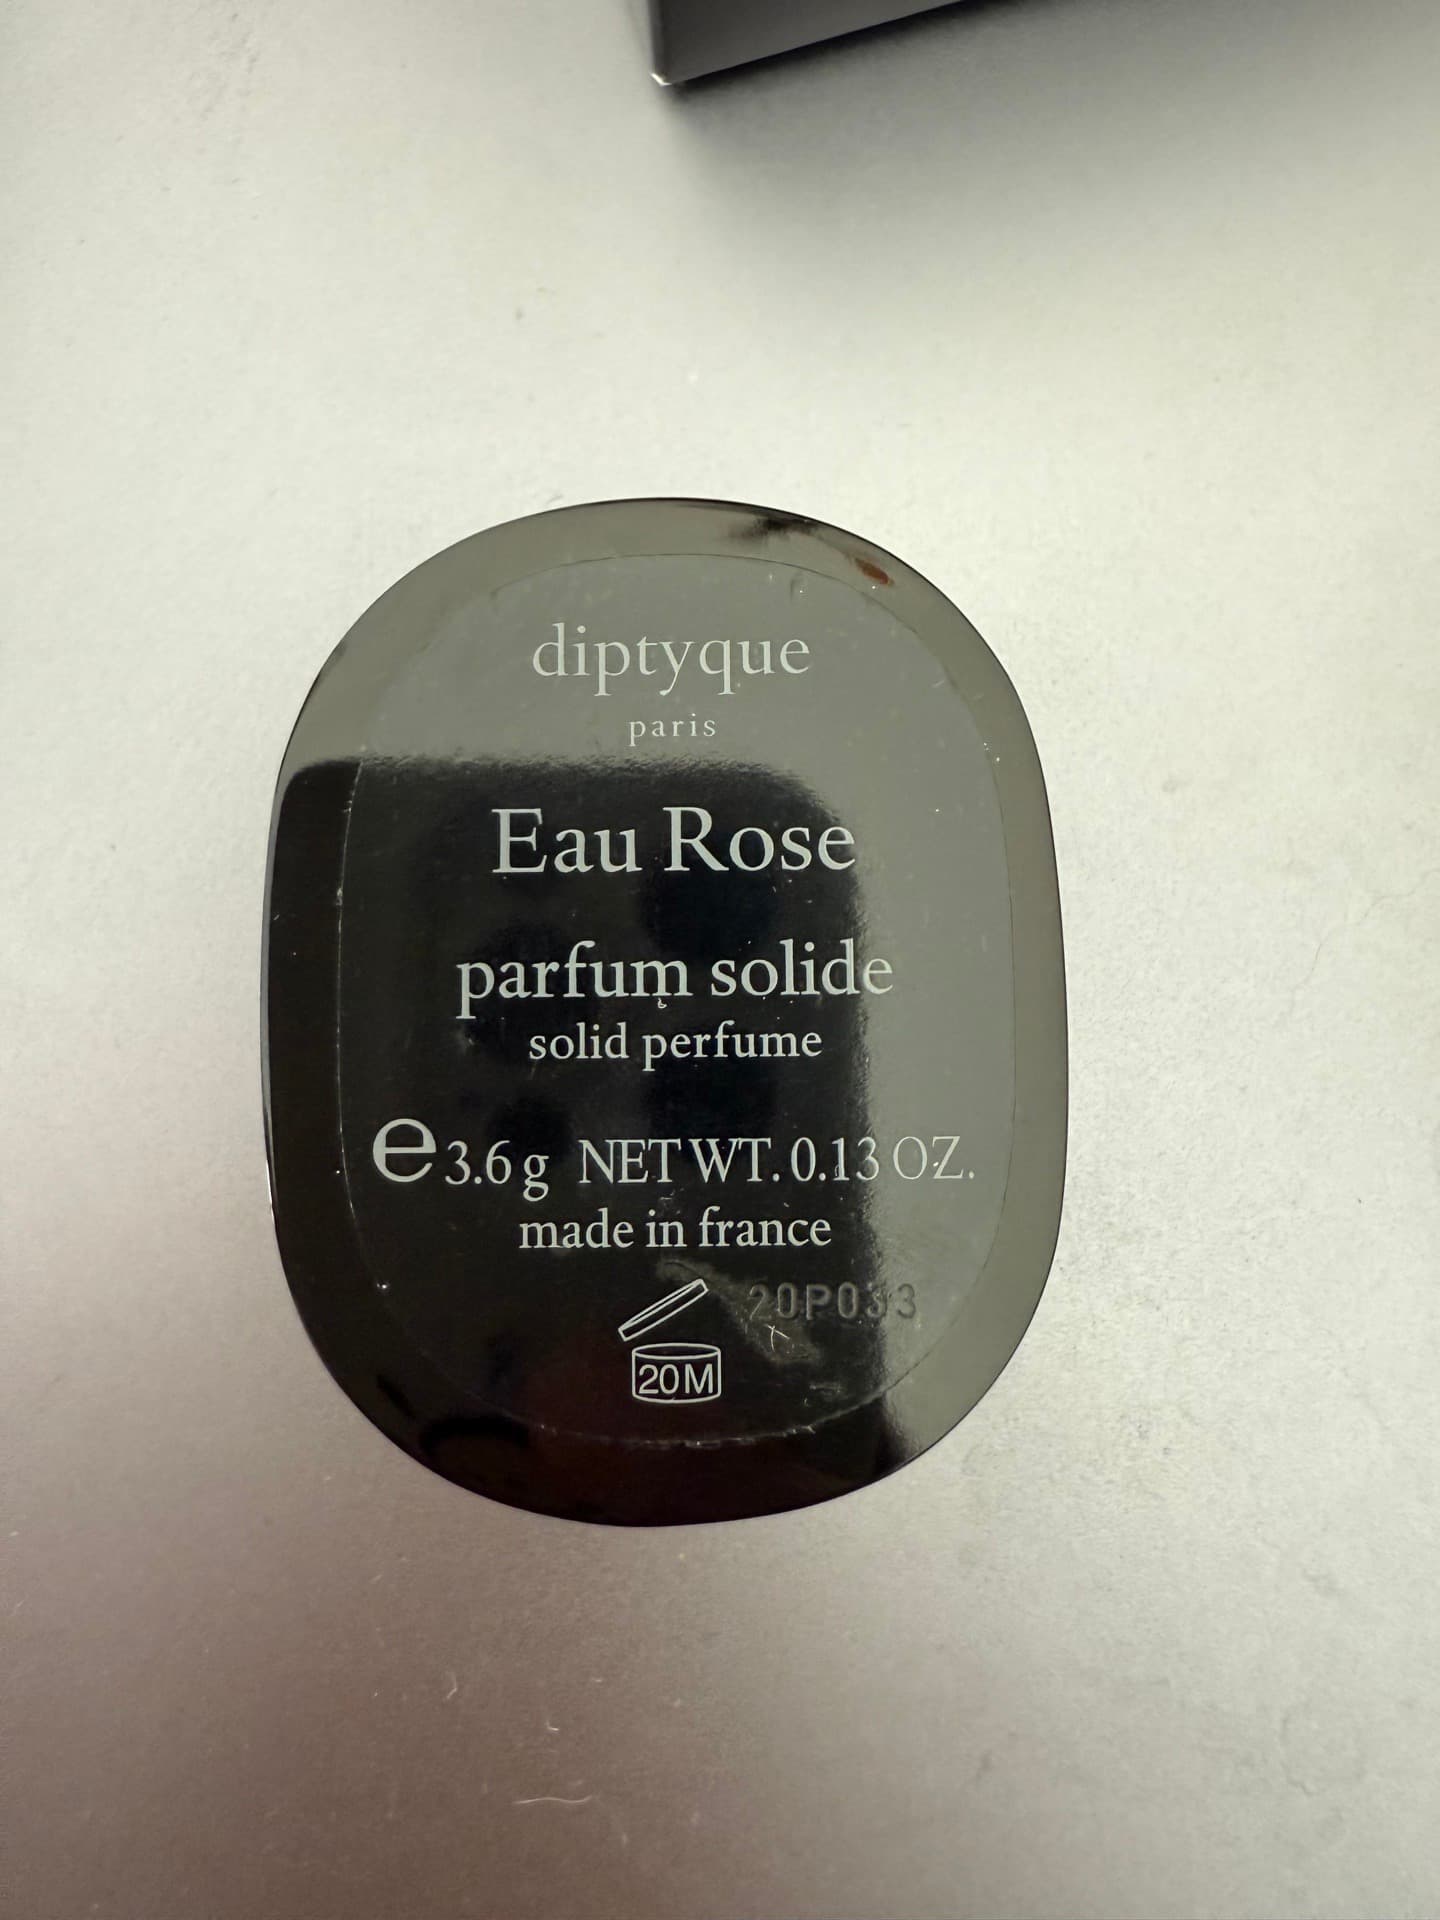 diptyque
paris
Eau Rose
parfum solide
solid perfume
℮ 3.6 g NET WT. 0.13 OZ.
made in france
20P033
20M